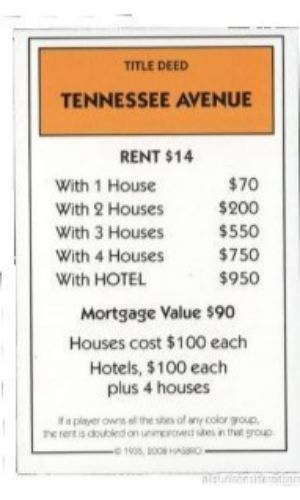 TITLE DEED
TENNESSEE AVENUE
RENT $14
With 1 House $70
With 2 Houses $200
With 3 Houses $550
With 4 Houses $750
With HOTEL $950
Mortgage Value $90
Houses cost $100 each
Hotels, $100 each
plus 4 houses
If a player owns all the sites of any color group,
the rent is doubled on unimproved sites in that group.
© 1935, 2008 HASBRO